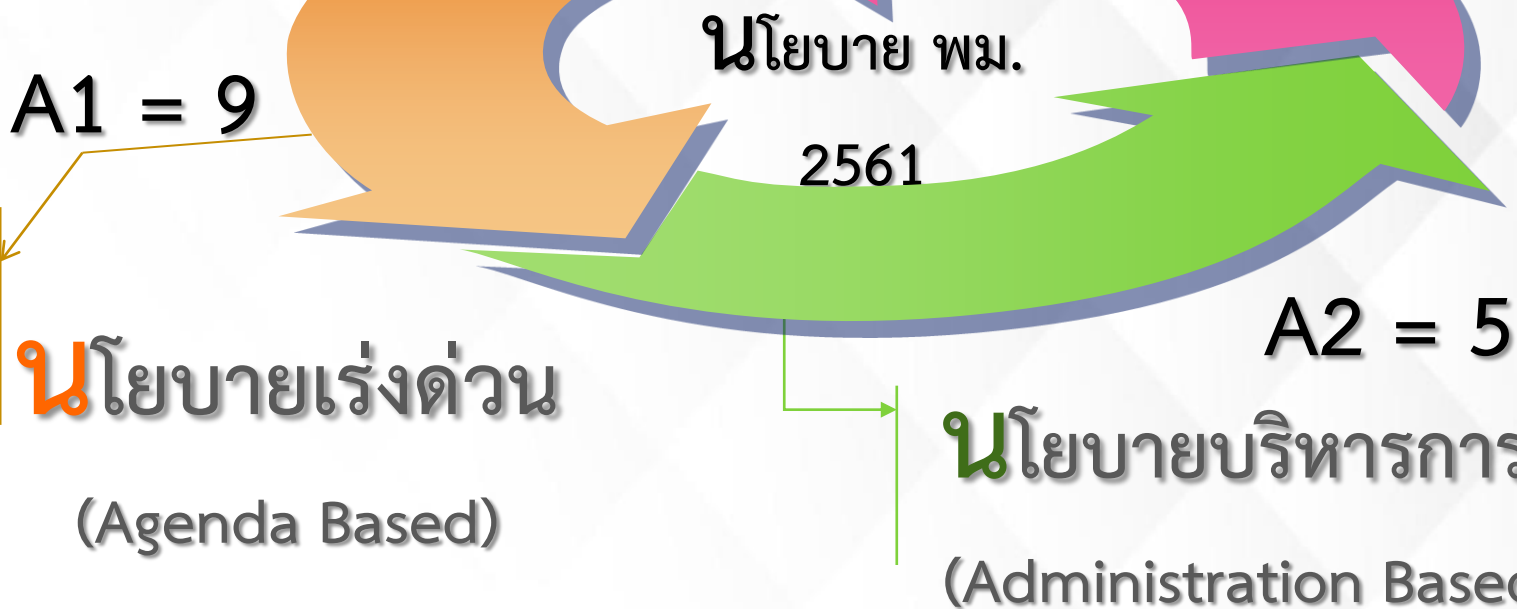 นโยบาย พม.
A1 = 9
2561
A2 = 5
นโยบายเร่งด่วน
นโยบายบริหารการ
(Agenda Based)
(Administration Based